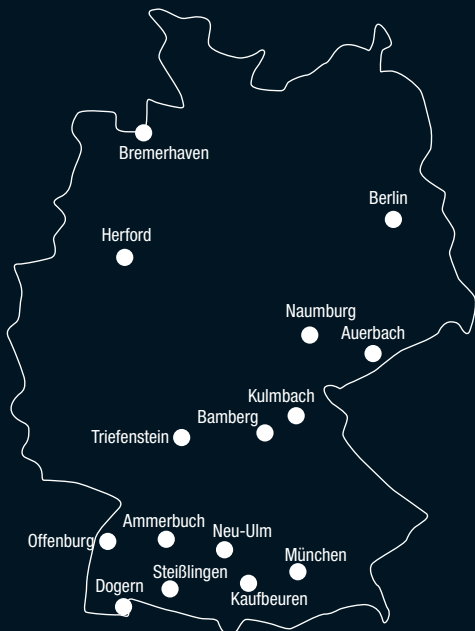 Bremerhaven
Berlin
Herford
Naumburg
Auerbach
Kulmbach
Bamberg
Triefenstein
Ammerbuch
Neu-Ulm
Offenburg
München
Steißlingen
Dogern
Kaufbeuren